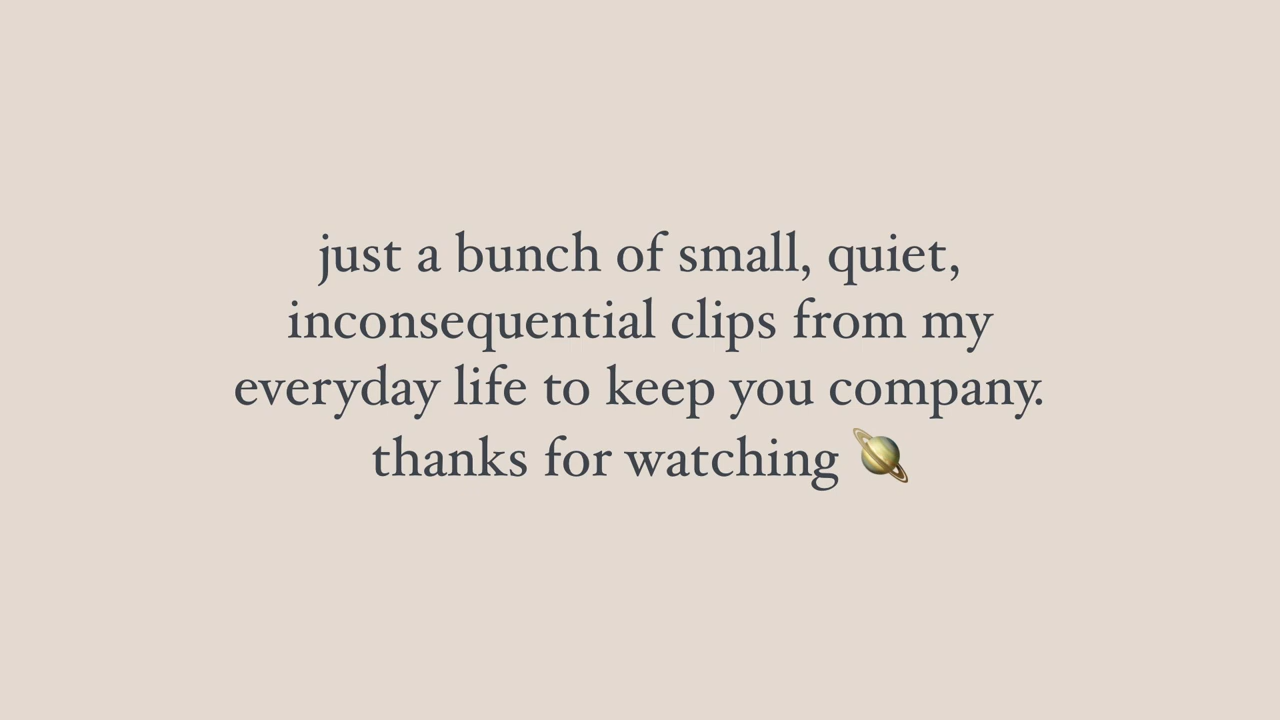 just a bunch of small, quiet,
inconsequential clips from my
everyday life to keep you company.
thanks for watching 🪐